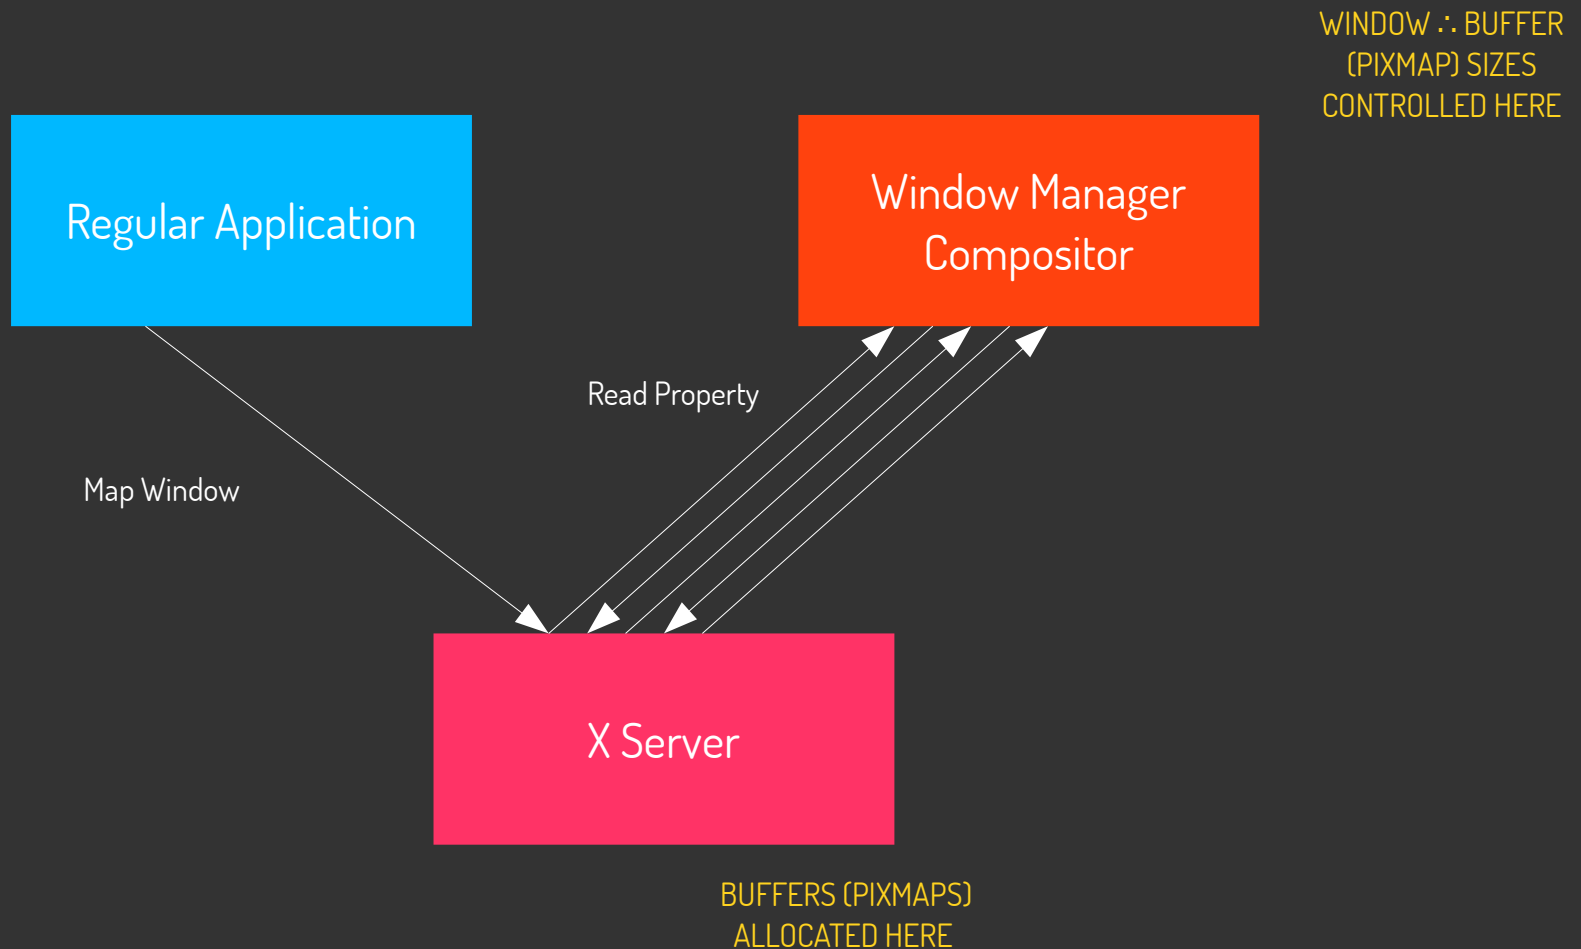 WINDOW ∴ BUFFER
(PIXMAP) SIZES
CONTROLLED HERE
Regular Application
Window Manager
Compositor
Read Property
Map Window
X Server
BUFFERS (PIXMAPS)
ALLOCATED HERE